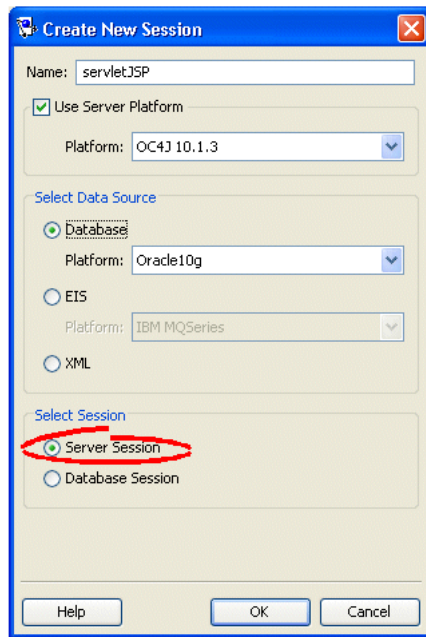 Create New Session
Name: servletJSP
Use Server Platform
Platform: OC4J 10.1.3
Select Data Source
Database
Platform: Oracle10g
EIS
Platform: IBM MQSeries
XML
Select Session
Server Session
Database Session
Help OK Cancel